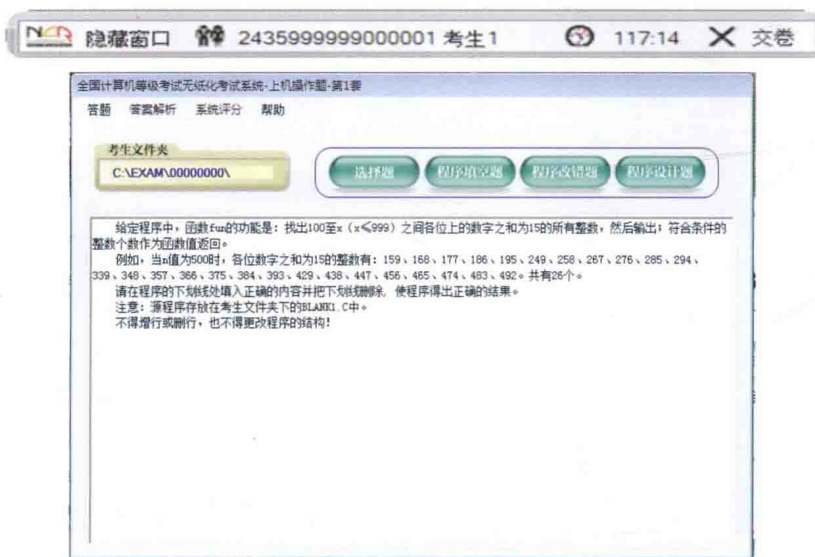 NCR 隐藏窗口 2435999999000001 考生1 117:14 交卷
全国计算机等级考试无纸化考试系统-上机操作题-第1套
答题 答案解析 系统评分 帮助
考生文件夹
C:\EXAM\00000000\
选择题 程序填空题 程序改错题 程序设计题
给定程序中，函数fun的功能是：找出100至x（x≤999）之间各位上的数字之和为15的所有整数，然后输出；符合条件的
整数个数作为函数值返回。
例如，当n值为500时，各位数字之和为15的整数有：159、168、177、186、195、249、258、267、276、285、294、
339、348、357、366、375、384、393、429、438、447、456、465、474、483、492。共有26个。
请在程序的下划线处填入正确的内容并把下划线删除, 使程序得出正确的结果。
注意：源程序存放在考生文件夹下的BLANK1.C中。
不得增行或删行，也不得更改程序的结构！